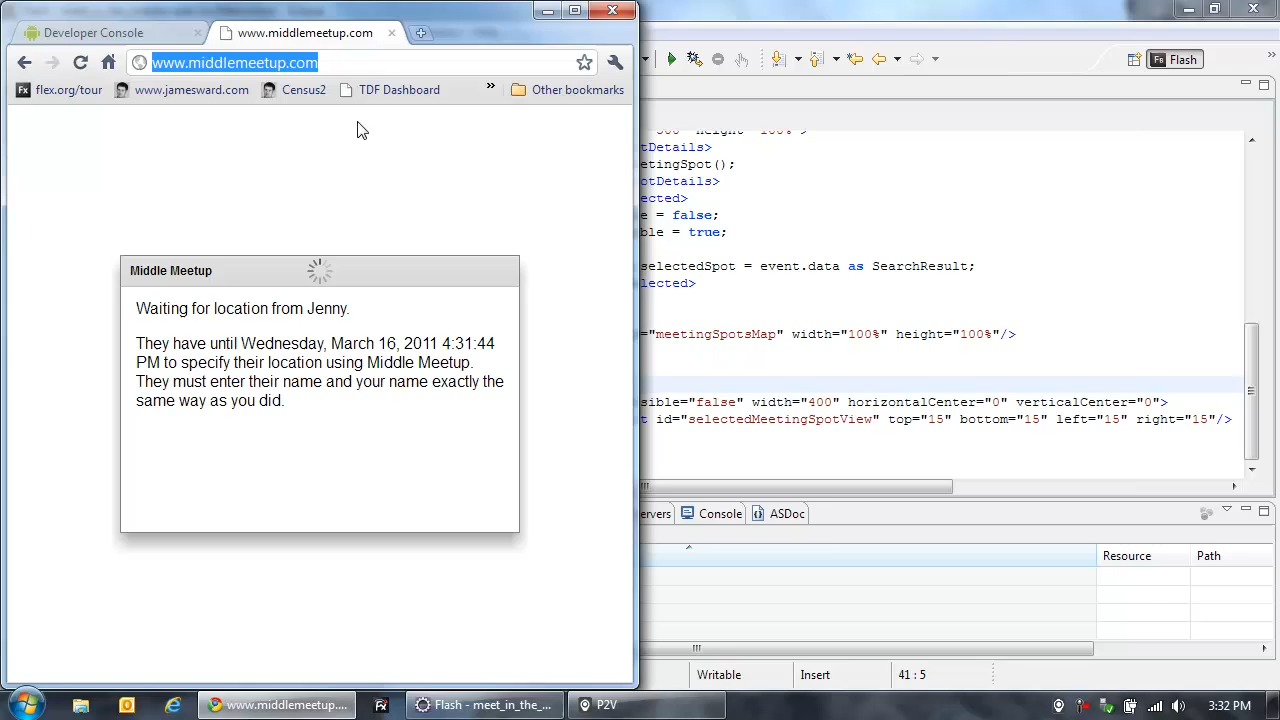 Developer Console
www.middlemeetup.com
www.middlemeetup.com
flex.org/tour
www.jamesward.com
Census2
TDF Dashboard
»
Other bookmarks
Middle Meetup
Waiting for location from Jenny.
They have until Wednesday, March 16, 2011 4:31:44
PM to specify their location using Middle Meetup.
They must enter their name and your name exactly the
same way as you did.
Flash
otDetails>
eetingSpot();
otDetails>
ected>
e = false;
ble = true;
selectedSpot = event.data as SearchResult;
lected>
="meetingSpotsMap" width="100%" height="100%"/>
sible="false" width="400" horizontalCenter="0" verticalCenter="0">
t id="selectedMeetingSpotView" top="15" bottom="15" left="15" right="15"/>
ervers
Console
ASDoc
Resource
Path
Writable
Insert
41 : 5
www.middlemeetup....
Flash - meet_in_the_...
P2V
3:32 PM